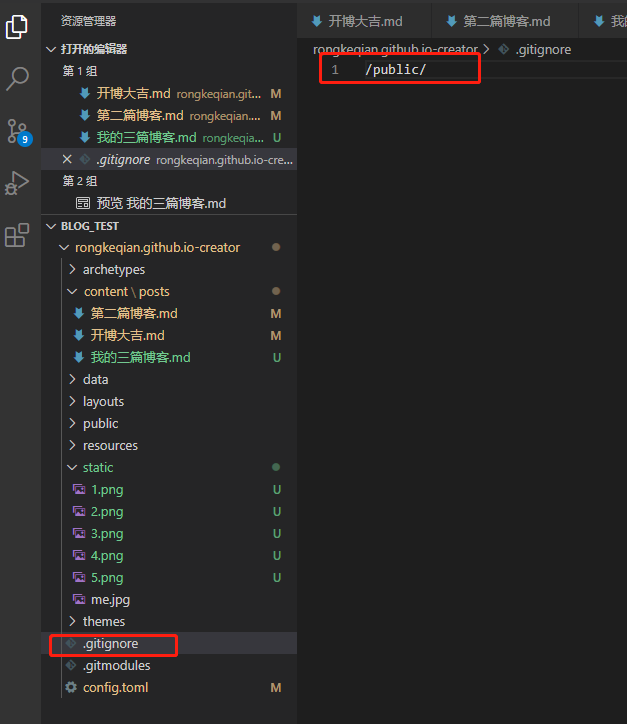 资源管理器
打开的编辑器
第 1 组
开博大吉.md rongkeqian.git... M
第二篇博客.md rongkeqian.... M
我的三篇博客.md rongkeqia... U
.gitignore rongkeqian.github.io-cre...
第 2 组
预览 我的三篇博客.md
BLOG_TEST
rongkeqian.github.io-creator
archetypes
content \ posts
第二篇博客.md M
开博大吉.md M
我的三篇博客.md U
data
layouts
public
resources
static
1.png U
2.png U
3.png U
4.png U
5.png U
me.jpg
themes
.gitignore
.gitmodules
config.toml M
9
开博大吉.md 第二篇博客.md 我
rongkeqian.github.io-creator > .gitignore
1 /public/